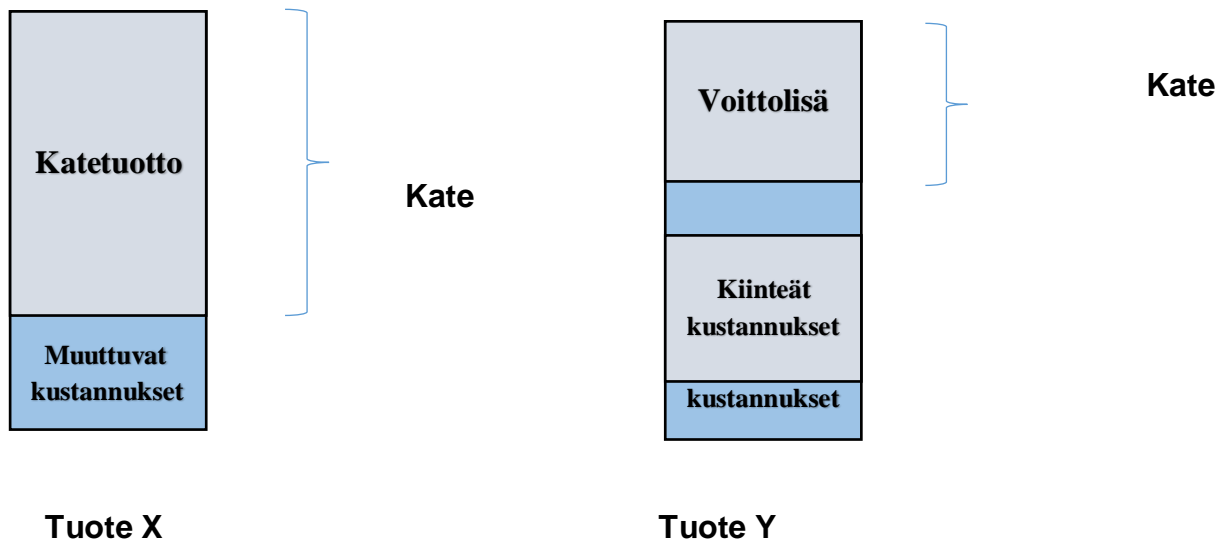 Katetuotto
Kate
Muuttuvat
kustannukset
Tuote X
Voittolisä
Kate
Kiinteät
kustannukset
kustannukset
Tuote Y